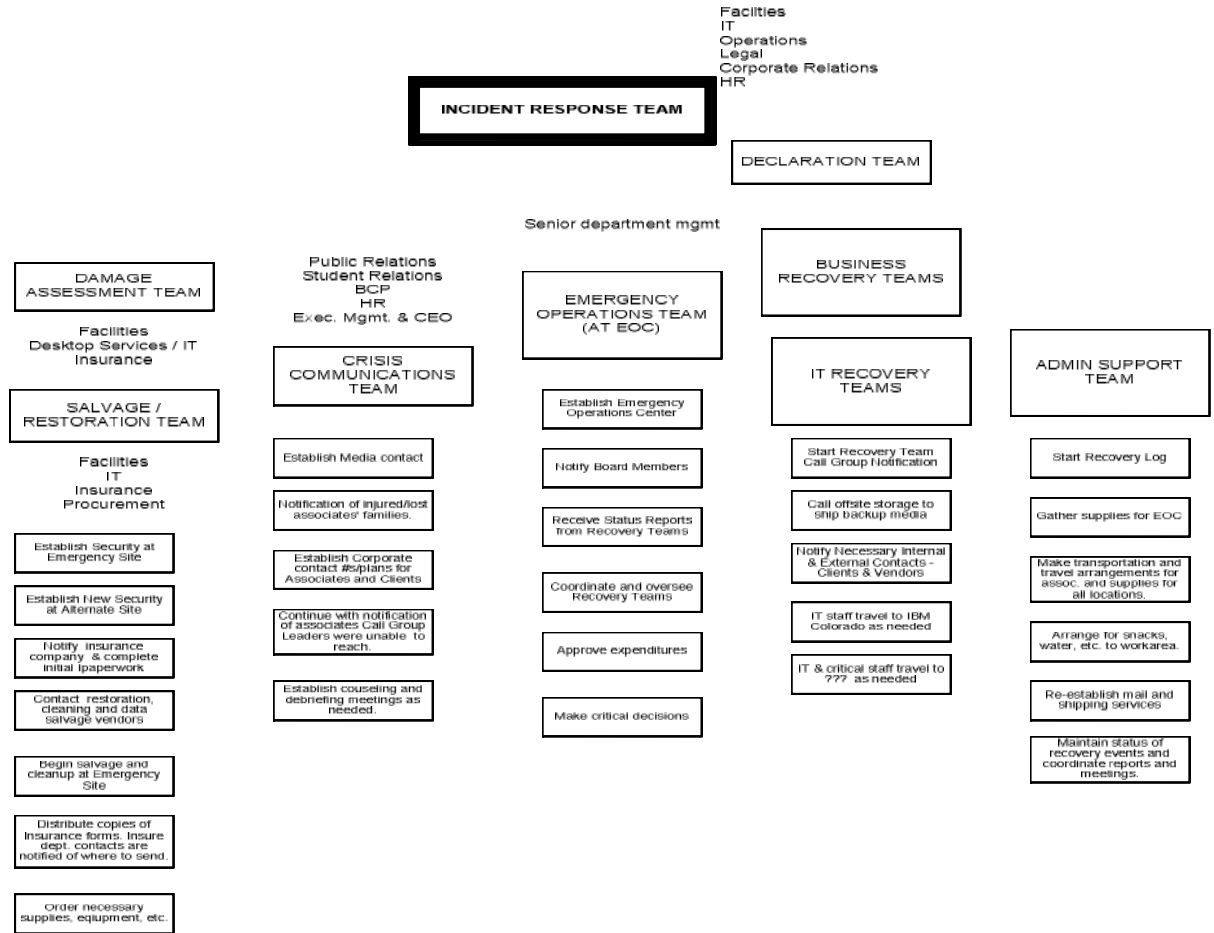 Facilties
IT
Operations
Legal
Corporate Relations
HR
INCIDENT RESPONSE TEAM
DECLARATION TEAM
DAMAGE
ASSESSMENT TEAM
Facilities
Desktop Services / IT
Insurance
SALVAGE /
RESTORATION TEAM
Facilities
IT
Insurance
Procurement
Establish Security at
Emergency Site
Establish New Security
at Alternate Site
Notify insurance
company & complete
initial lpaperwork
Contact restoration,
cleaning and data
salvage vendors
Begin salvage and
cleanup at Emergency
Site
Distribute copies of
Insurance forms. Insure
dept. contacts are
notified of where to send.
Order necessary
supplies, eqiupment, etc.
Public Relations
Student Relations
BCP
HR
Exec. Mgmt. & CEO
CRISIS
COMMUNICATIONS
TEAM
Establish Media contact
Notification of injured/lost
associates' families.
Establish Corporate
contact #s/plans for
Associates and Clients
Continue with notification
of associates Call Group
Leaders were unable to
reach.
Establish couseling and
debriefing meetings as
needed.
Senior department mgmt
EMERGENCY
OPERATIONS TEAM
(AT EOC)
Establish Emergency
Operations Center
Notify Board Members
Receive Status Reports
from Recovery Teams
Coordinate and oversee
Recovery Teams
Approve expenditures
Make critical decisions
BUSINESS
RECOVERY TEAMS
IT RECOVERY
TEAMS
Start Recovery Team
Call Group Notification
Call offsite storage to
ship backup media
Notify Necessary Internal
& External Contacts -
Clients & Vendors
IT staff travel to IBM
Colorado as needed
IT & critical staff travel to
??? as needed
ADMIN SUPPORT
TEAM
Start Recovery Log
Gather supplies for EOC
Make transportation and
travel arrangements for
assoc. and supplies for
all locations.
Arrange for snacks,
water, etc. to workarea.
Re-establish mail and
shipping services
Maintain status of
recovery events and
coordinate reports and
meetings.